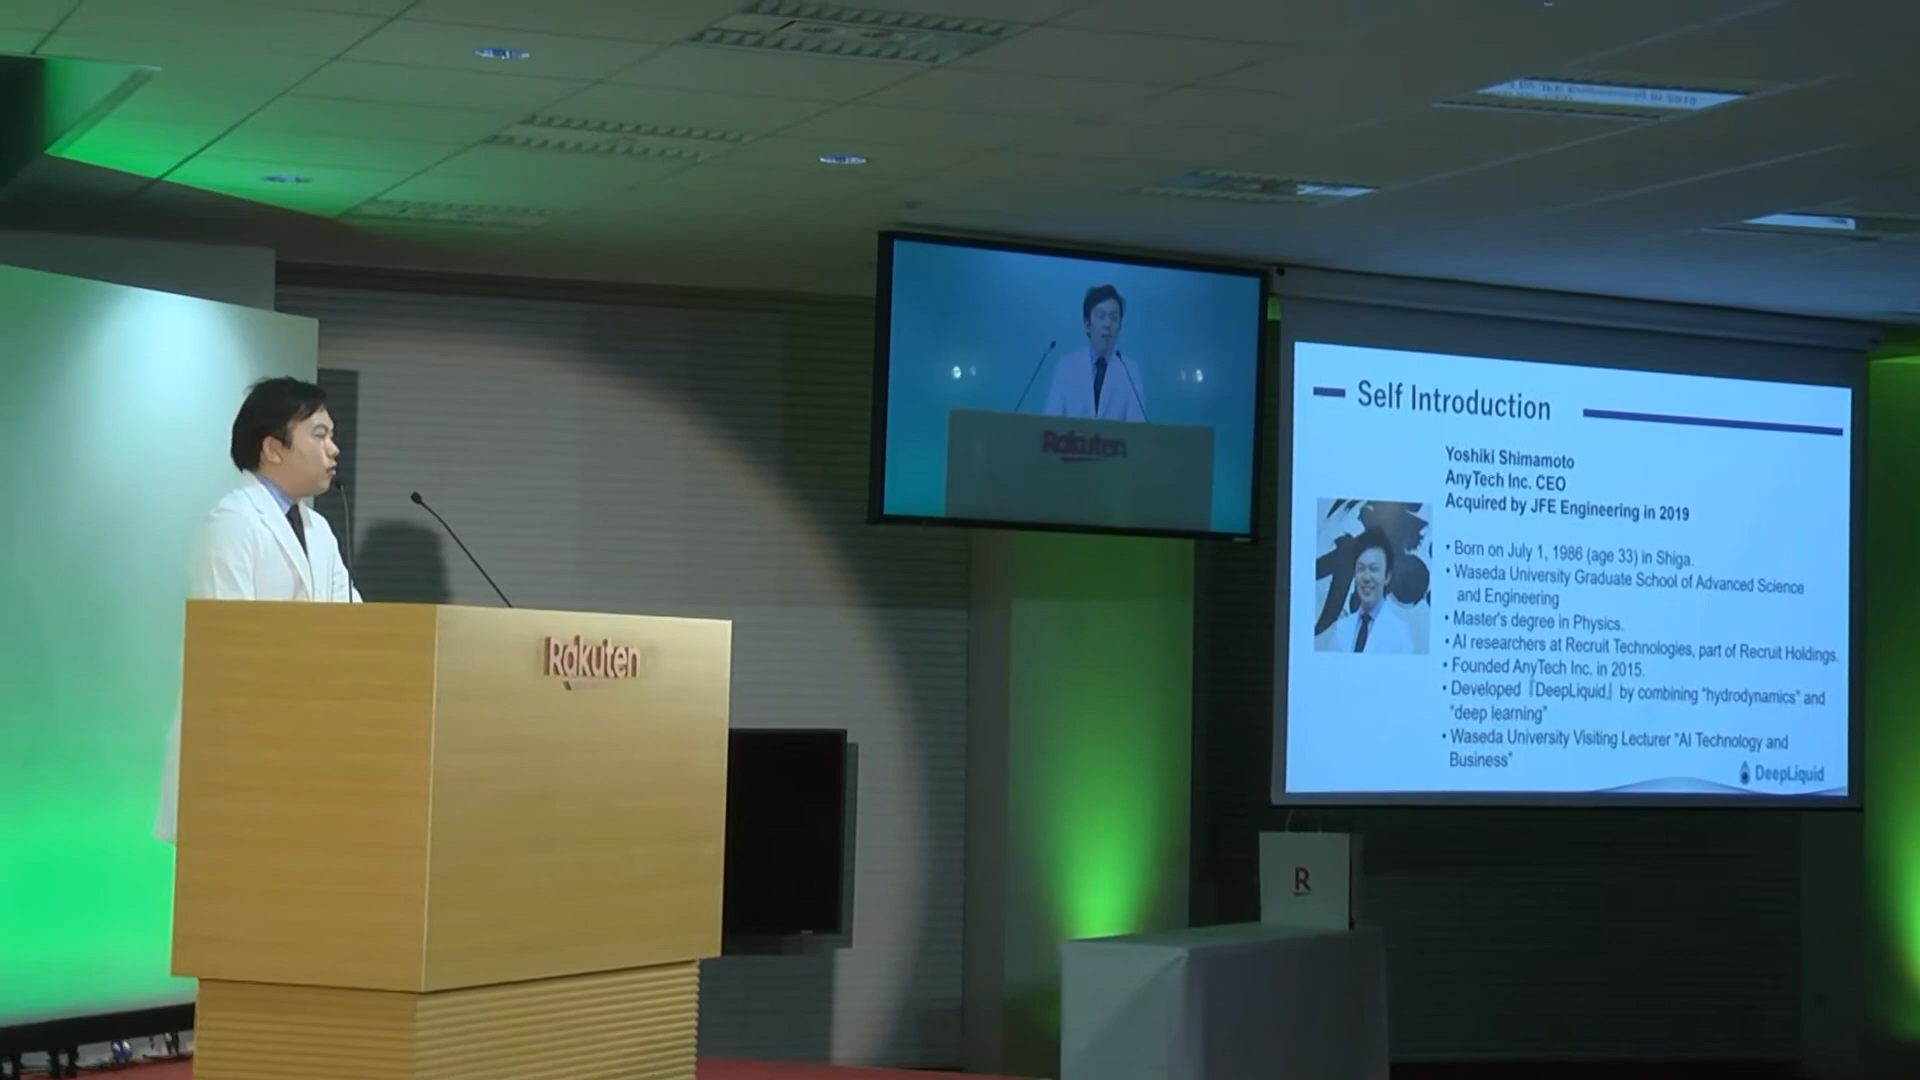 Rakuten
Rakuten
Self Introduction
Yoshiki Shimamoto
AnyTech Inc. CEO
Acquired by JFE Engineering in 2019
• Born on July 1, 1986 (age 33) in Shiga.
• Waseda University Graduate School of Advanced Science
and Engineering
• Master's degree in Physics.
• AI researchers at Recruit Technologies, part of Recruit Holdings.
• Founded AnyTech Inc. in 2015.
• Developed「DeepLiquid」by combining "hydrodynamics" and
"deep learning"
• Waseda University Visiting Lecturer "AI Technology and
Business"
DeepLiquid
R